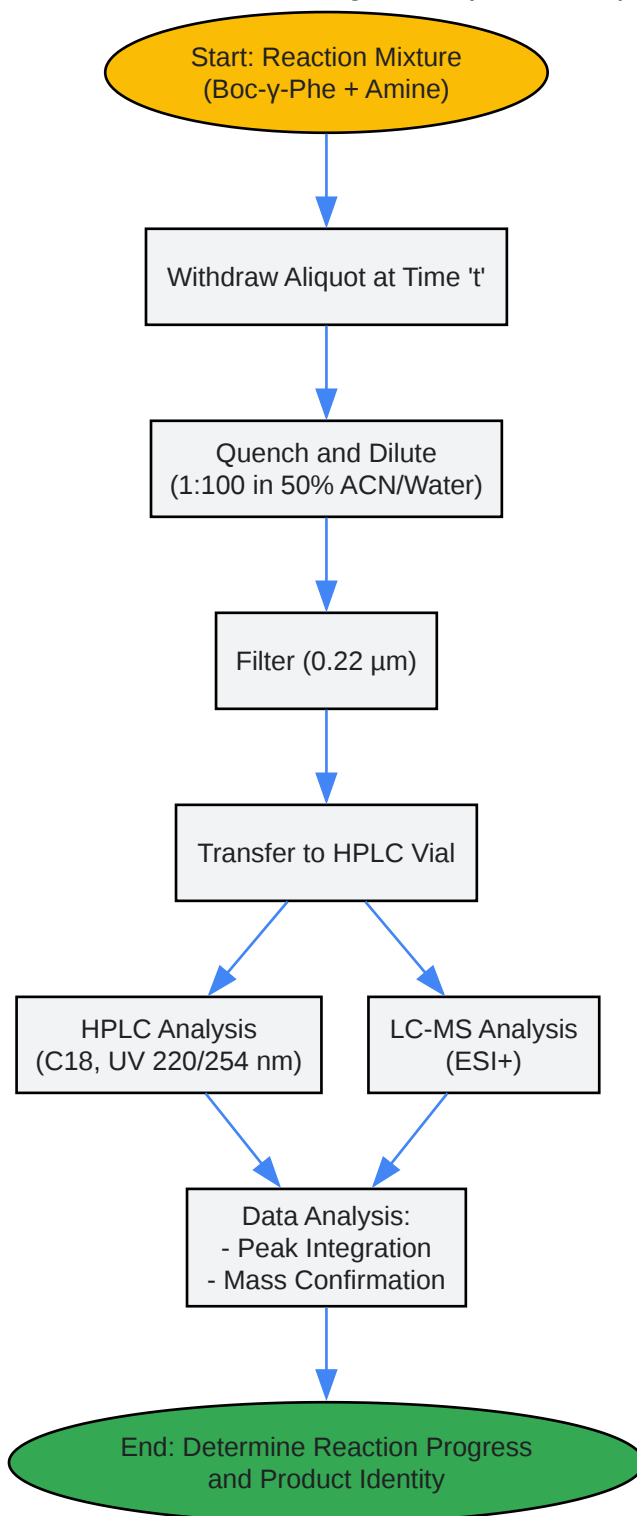 Start: Reaction Mixture
(Boc-γ-Phe + Amine)
Withdraw Aliquot at Time 't'
Quench and Dilute
(1:100 in 50% ACN/Water)
Filter (0.22 µm)
Transfer to HPLC Vial
HPLC Analysis
(C18, UV 220/254 nm)
LC-MS Analysis
(ESI+)
Data Analysis:
- Peak Integration
- Mass Confirmation
End: Determine Reaction Progress
and Product Identity